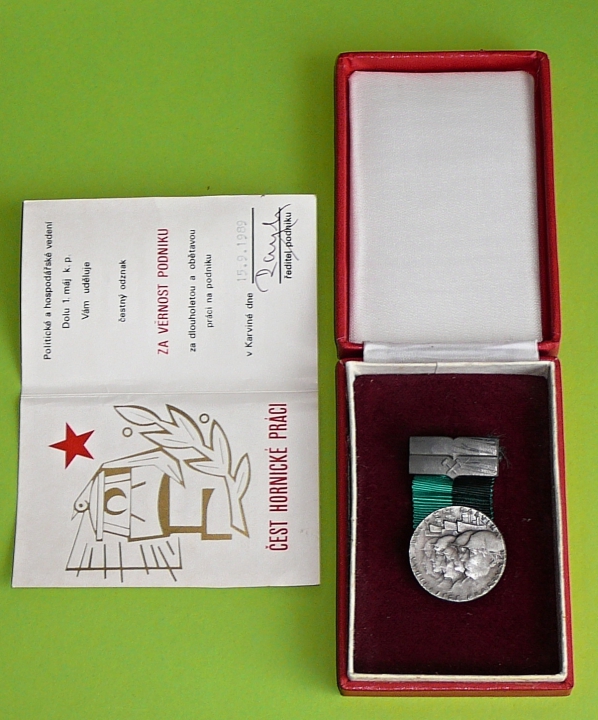 Politické a hospodářské vedení
Dolu 1. máj k. p.
Vám uděluje
čestný odznak
ZA VĚRNOST PODNIKU
za dlouholetou a obětavou
práci na podniku
v Karviné dne 15.9.1989
ředitel podniku
ČEST HORNICKÉ PRÁCI